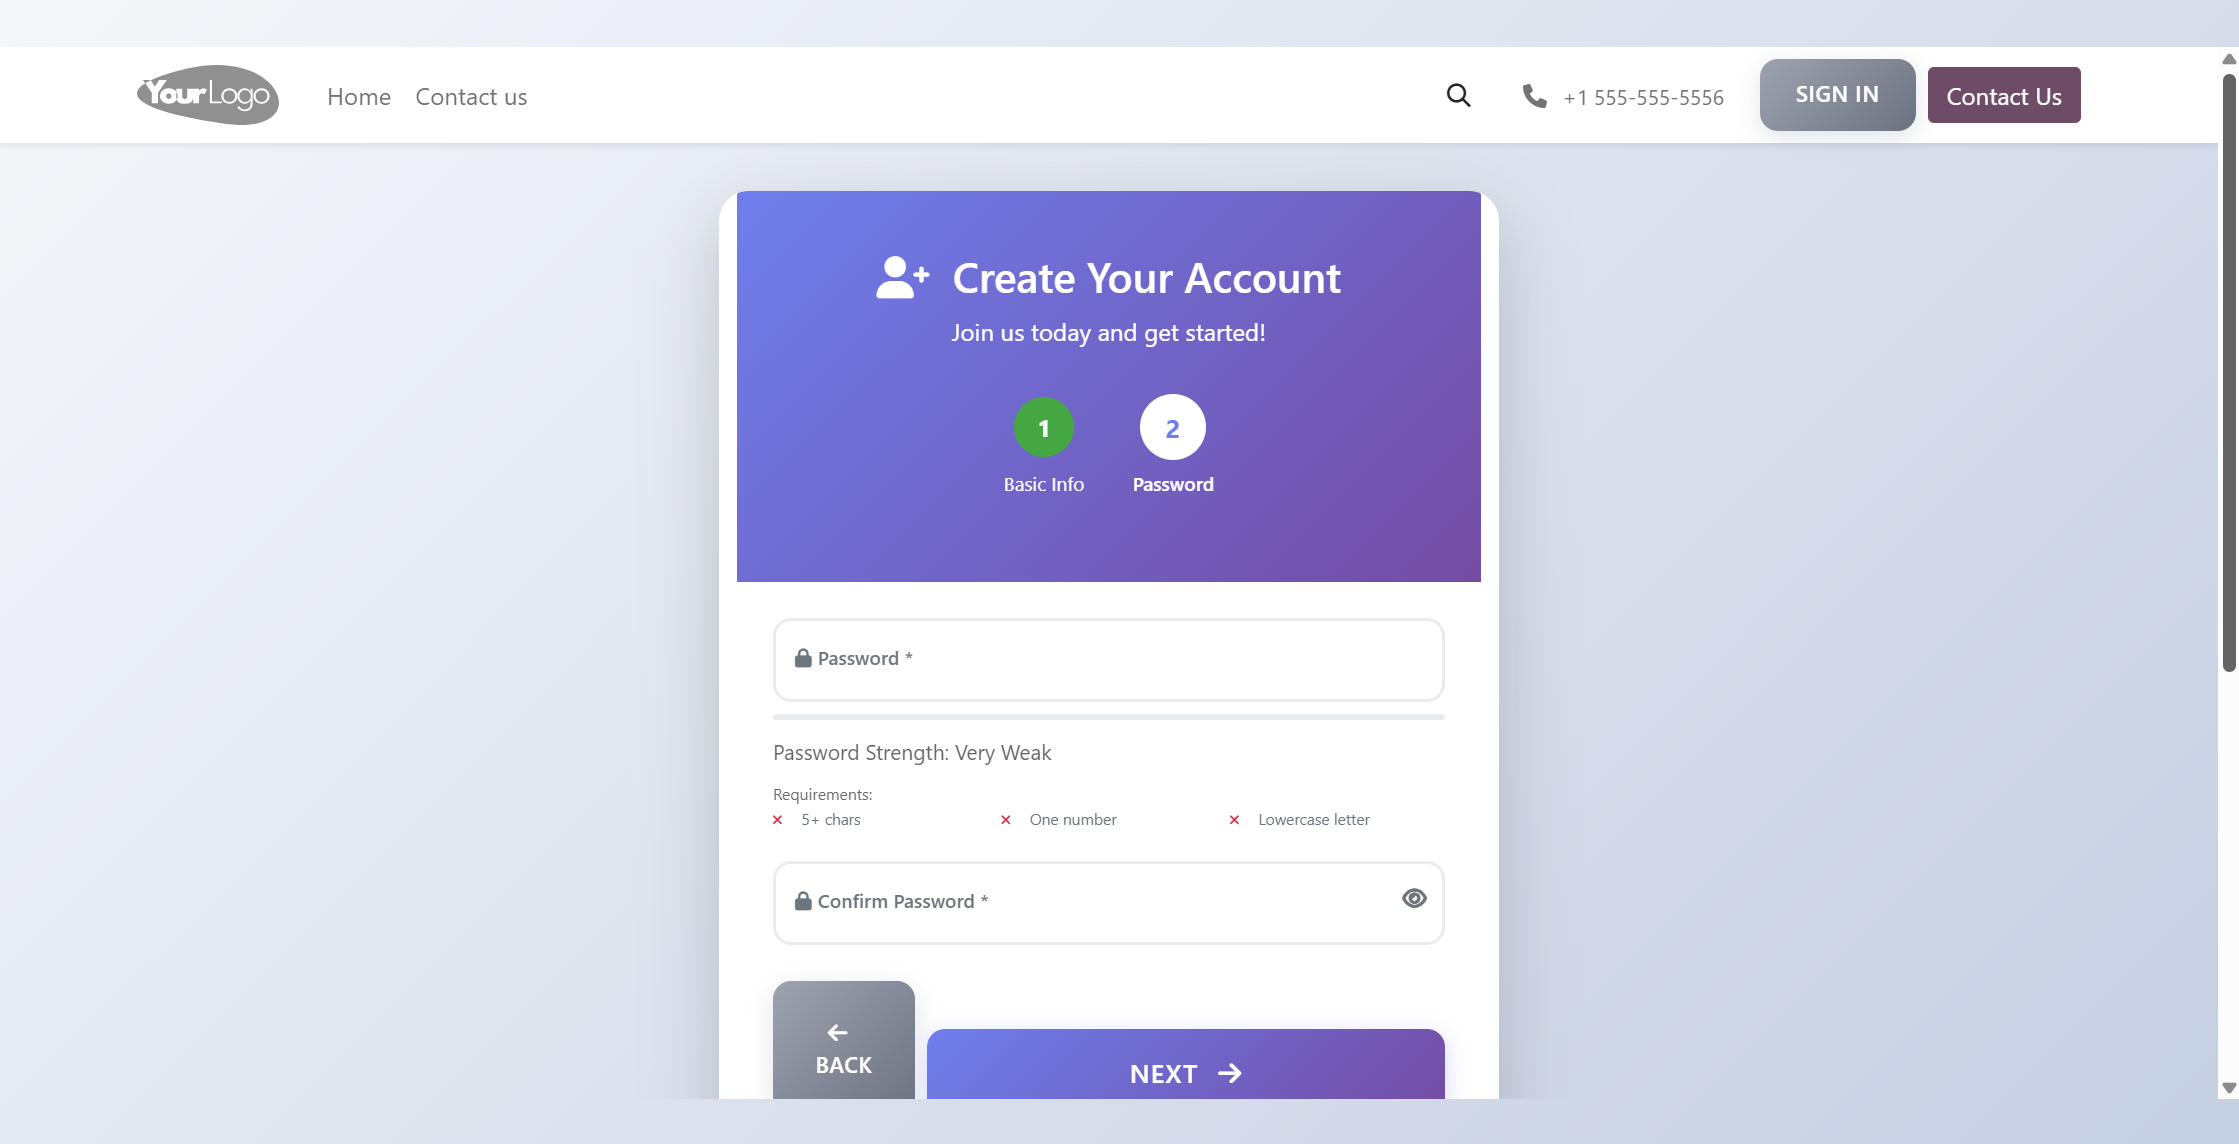 YourLogo
Home
Contact us
+1 555-555-5556
SIGN IN
Contact Us
Create Your Account
Join us today and get started!
1
2
Basic Info
Password
Password *
Password Strength: Very Weak
Requirements:
5+ chars
One number
Lowercase letter
Confirm Password *
BACK
NEXT